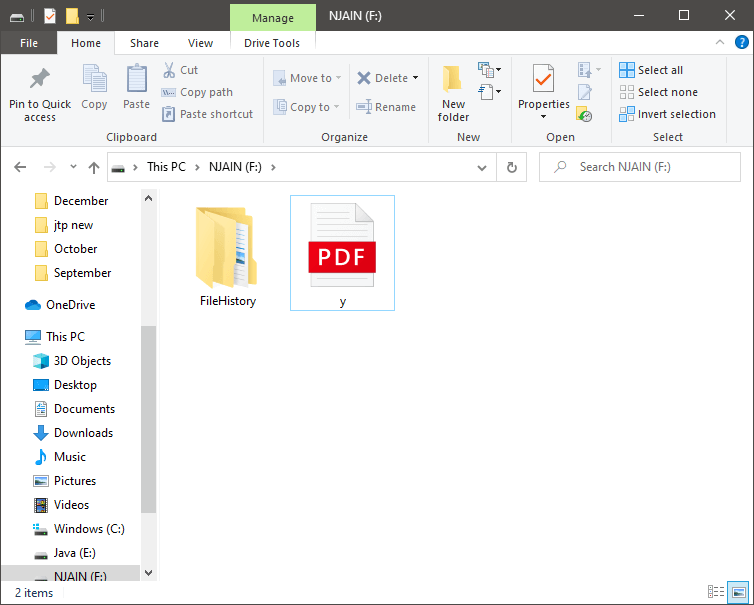 Manage
NJAIN (F:)
File
Home
Share
View
Drive Tools
Pin to Quick access
Copy
Paste
Cut
Copy path
Paste shortcut
Clipboard
Move to
Copy to
Delete
Rename
Organize
New folder
New
Properties
Open
Select all
Select none
Invert selection
Select
This PC
NJAIN (F:)
Search NJAIN (F:)
December
jtp new
October
September
OneDrive
This PC
3D Objects
Desktop
Documents
Downloads
Music
Pictures
Videos
Windows (C:)
Java (E:)
NJAIN (F:)
FileHistory
PDF
y
2 items